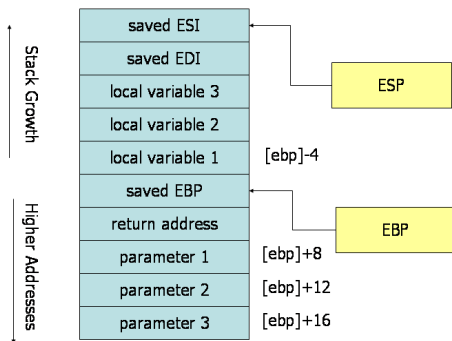 Stack Growth
Higher Addresses
saved ESI
saved EDI
local variable 3
local variable 2
local variable 1
saved EBP
return address
parameter 1
parameter 2
parameter 3
[ebp]-4
[ebp]+8
[ebp]+12
[ebp]+16
ESP
EBP